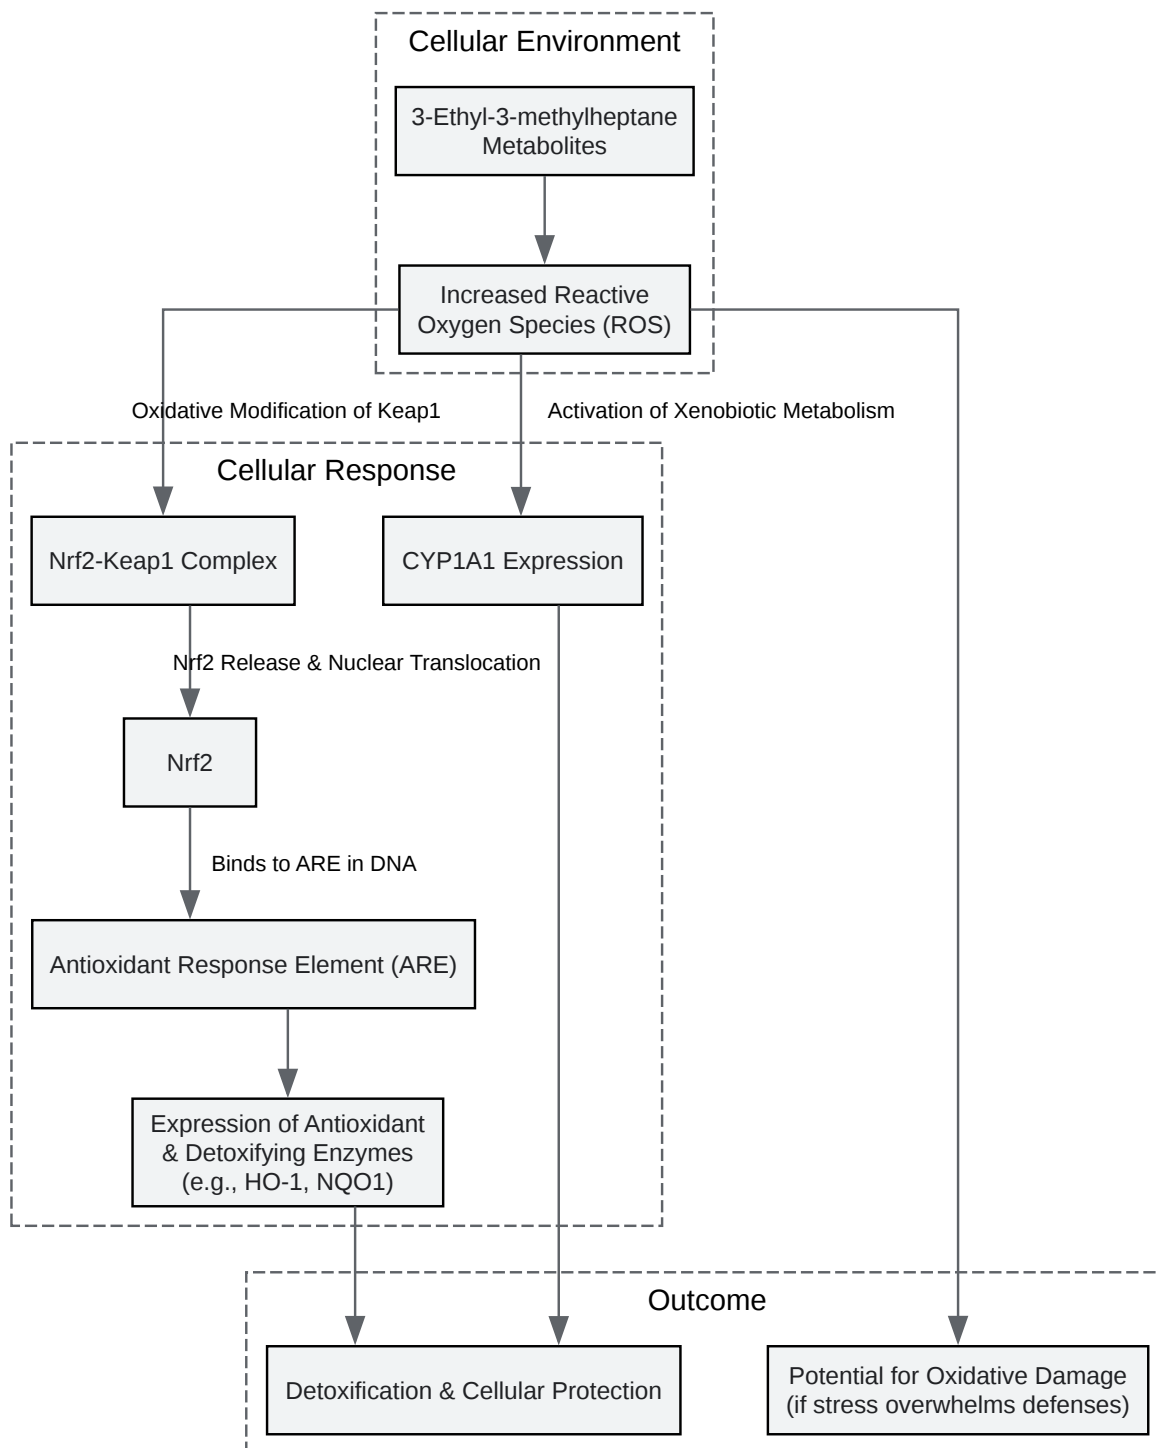 Cellular Environment
3-Ethyl-3-methylheptane
Metabolites
Increased Reactive
Oxygen Species (ROS)
Oxidative Modification of Keap1
Activation of Xenobiotic Metabolism
Cellular Response
Nrf2-Keap1 Complex
CYP1A1 Expression
Nrf2 Release & Nuclear Translocation
Nrf2
Binds to ARE in DNA
Antioxidant Response Element (ARE)
Expression of Antioxidant
& Detoxifying Enzymes
(e.g., HO-1, NQO1)
Outcome
Detoxification & Cellular Protection
Potential for Oxidative Damage
(if stress overwhelms defenses)